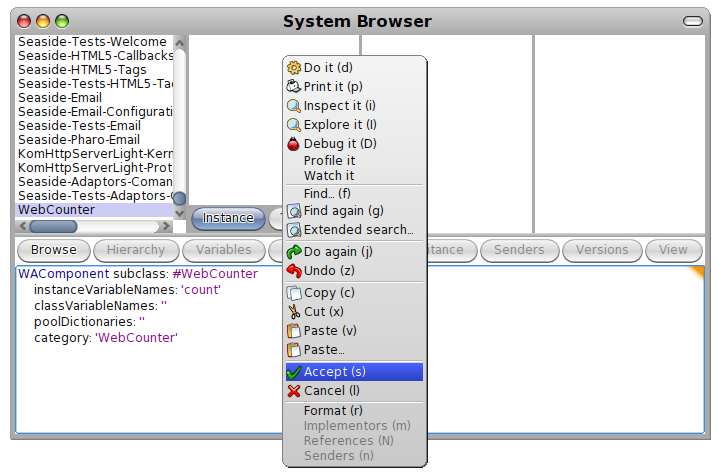 System Browser
Seaside-Tests-Welcome
Seaside-HTML5-Callbacks
Seaside-HTML5-Tags
Seaside-Tests-HTML5-Ta
Seaside-Email
Seaside-Email-Configurati
Seaside-Tests-Email
Seaside-Pharo-Email
KomHttpServerLight-Kern
KomHttpServerLight-Prot
Seaside-Adaptors-Coman
Seaside-Tests-Adaptors-C
WebCounter
Instance
Browse Hierarchy Variables itance Senders Versions View
WAComponent subclass: #WebCounter
instanceVariableNames: 'count'
classVariableNames: ''
poolDictionaries: ''
category: 'WebCounter'
Do it (d)
Print it (p)
Inspect it (i)
Explore it (I)
Debug it (D)
Profile it
Watch it
Find... (f)
Find again (g)
Extended search...
Do again (j)
Undo (z)
Copy (c)
Cut (x)
Paste (v)
Paste...
Accept (s)
Cancel (l)
Format (r)
Implementors (m)
References (N)
Senders (n)